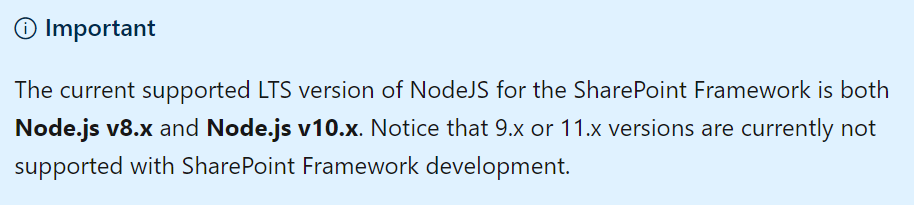 Important
The current supported LTS version of NodeJS for the SharePoint Framework is both
Node.js v8.x and Node.js v10.x. Notice that 9.x or 11.x versions are currently not
supported with SharePoint Framework development.